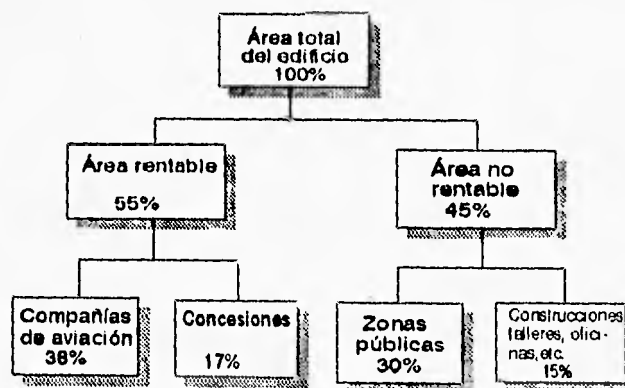 Área total
del edificio
100%
Área rentable
55%
Área no
rentable
45%
Compañías
de aviación
38%
Concesiones
17%
Zonas
públicas
30%
Construcciones
talleres, ofici-
nas, etc.
15%